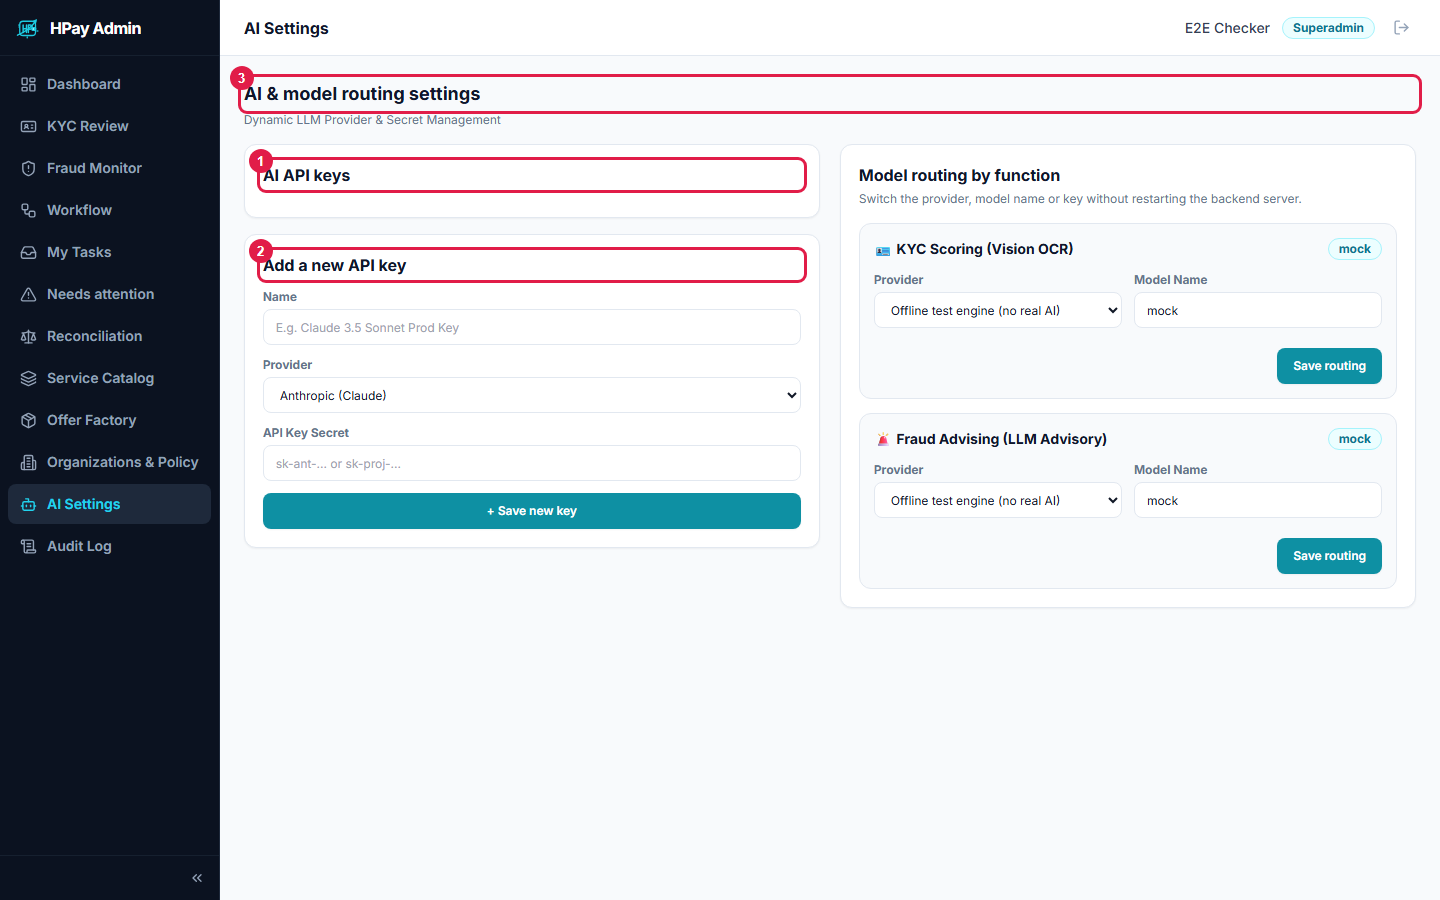 HPay Admin
Dashboard
KYC Review
Fraud Monitor
Workflow
My Tasks
Needs attention
Reconciliation
Service Catalog
Offer Factory
Organizations & Policy
AI Settings
Audit Log
AI Settings
E2E Checker
Superadmin
3
AI & model routing settings
Dynamic LLM Provider & Secret Management
1
AI API keys
2
Add a new API key
Name
E.g. Claude 3.5 Sonnet Prod Key
Provider
Anthropic (Claude)
API Key Secret
sk-ant-... or sk-proj-...
+ Save new key
Model routing by function
Switch the provider, model name or key without restarting the backend server.
KYC Scoring (Vision OCR)
mock
Provider
Model Name
Offline test engine (no real AI)
mock
Save routing
Fraud Advising (LLM Advisory)
mock
Provider
Model Name
Offline test engine (no real AI)
mock
Save routing